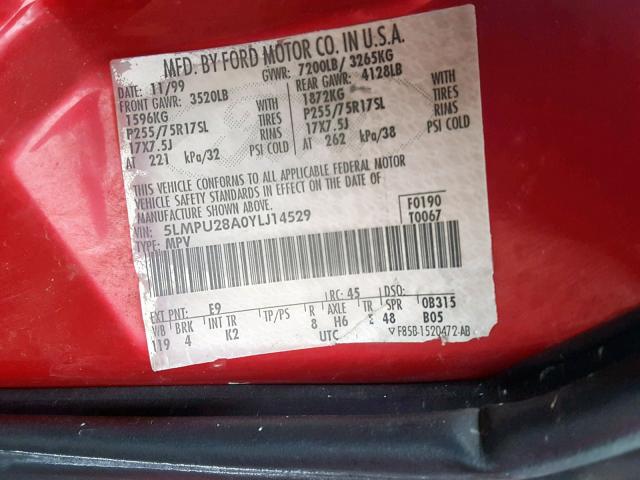 MFD. BY FORD MOTOR CO. IN U.S.A.
DATE: 11/99 GVWR: 7200LB/ 3265KG
FRONT GAWR: 3520LB REAR GAWR: 4128LB
1596KG WITH 1872KG WITH
P255/75R17SL TIRES P255/75R17SL TIRES
17X7.5J RIMS 17X7.5J RIMS
AT 221 kPa/32 PSI COLD AT 262 kPa/38 PSI COLD
THIS VEHICLE CONFORMS TO ALL APPLICABLE FEDERAL MOTOR
VEHICLE SAFETY STANDARDS IN EFFECT ON THE DATE OF
MANUFACTURE SHOWN ABOVE.
VIN: 5LMPU28A0YLJ14529 F0190
TYPE: MPV T0067
EXT PNT: E9 RC: 45 DSO:
WB BRK INT TR TP/PS R AXLE TR SPR 0B315
119 4 K2 8 H6 48 B05
UTC F85B-1520472-AB